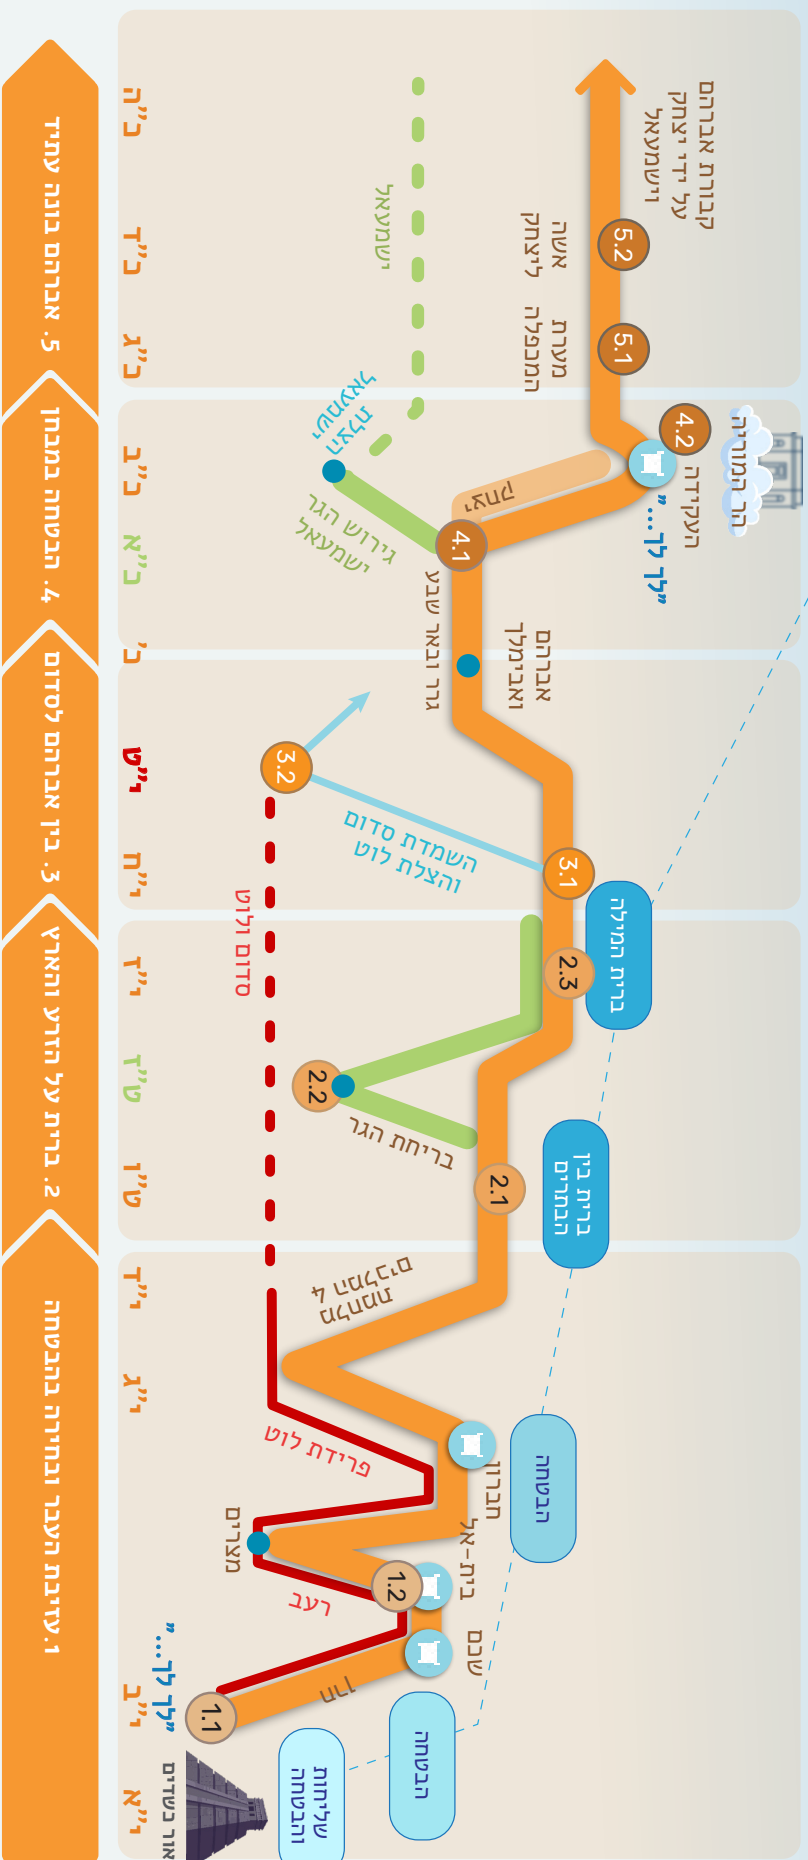 הר המוריה
קבורת אברהם
על ידי יצחק
וישמעאל
4.2
העקידה
"לך לך..."
5.1
5.2
מערת
המכפלה
אשה
ליצחק
ברית המילה
ברית בין
הבתרים
הבטחה
הבטחה
שליחות
והבטחה
אור כשדים
"לך לך..."
1.1
חרן
שכם
1.2
בית-אל
רעב
מצרים
חברון
פרידת לוט
מלחמת
4 המלכים
2.1
בריחת הגר
2.2
2.3
סדום ולוט
3.1
השמדת סדום
והצלת לוט
3.2
אברהם
ואבימלך
גרר ובאר שבע
4.1
יצחק
גירוש הגר
וישמעאל
הצלת
ישמעאל
ישמעאל
י"א
י"ב
י"ג
י"ד
ט"ו
ט"ז
י"ז
י"ח
י"ט
כ'
כ"א
כ"ב
כ"ג
כ"ד
כ"ה
1.עזיבת העבר ובחירה בהבטחה
2. ברית על הזרע והארץ
3. בין אברהם לסדום
4. הבטחה במבחן
5. אברהם בונה עתיד